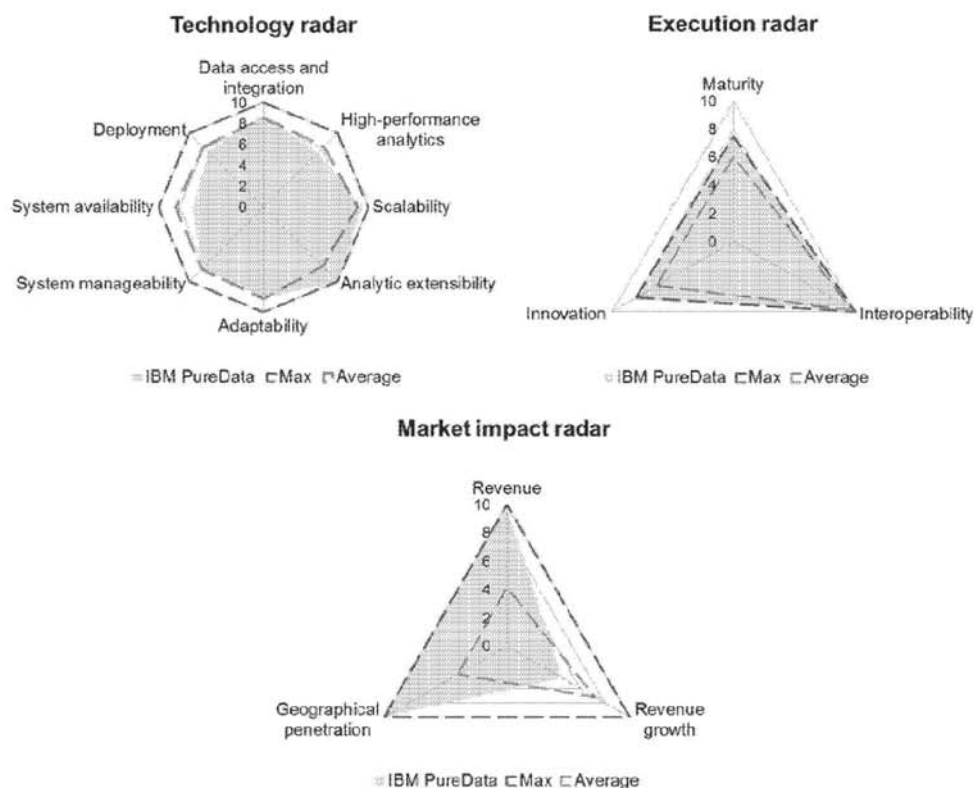 Technology radar
Data access and
integration
10
8
6
4
2
0
High-performance
analytics
Scalability
Analytic extensibility
Adaptability
System manageability
System availability
Deployment
IBM PureData Max Average
Execution radar
Maturity
10
8
6
4
2
0
Interoperability
Innovation
IBM PureData Max Average
Market impact radar
Revenue
10
8
6
4
2
0
Revenue
growth
Geographical
penetration
IBM PureData Max Average